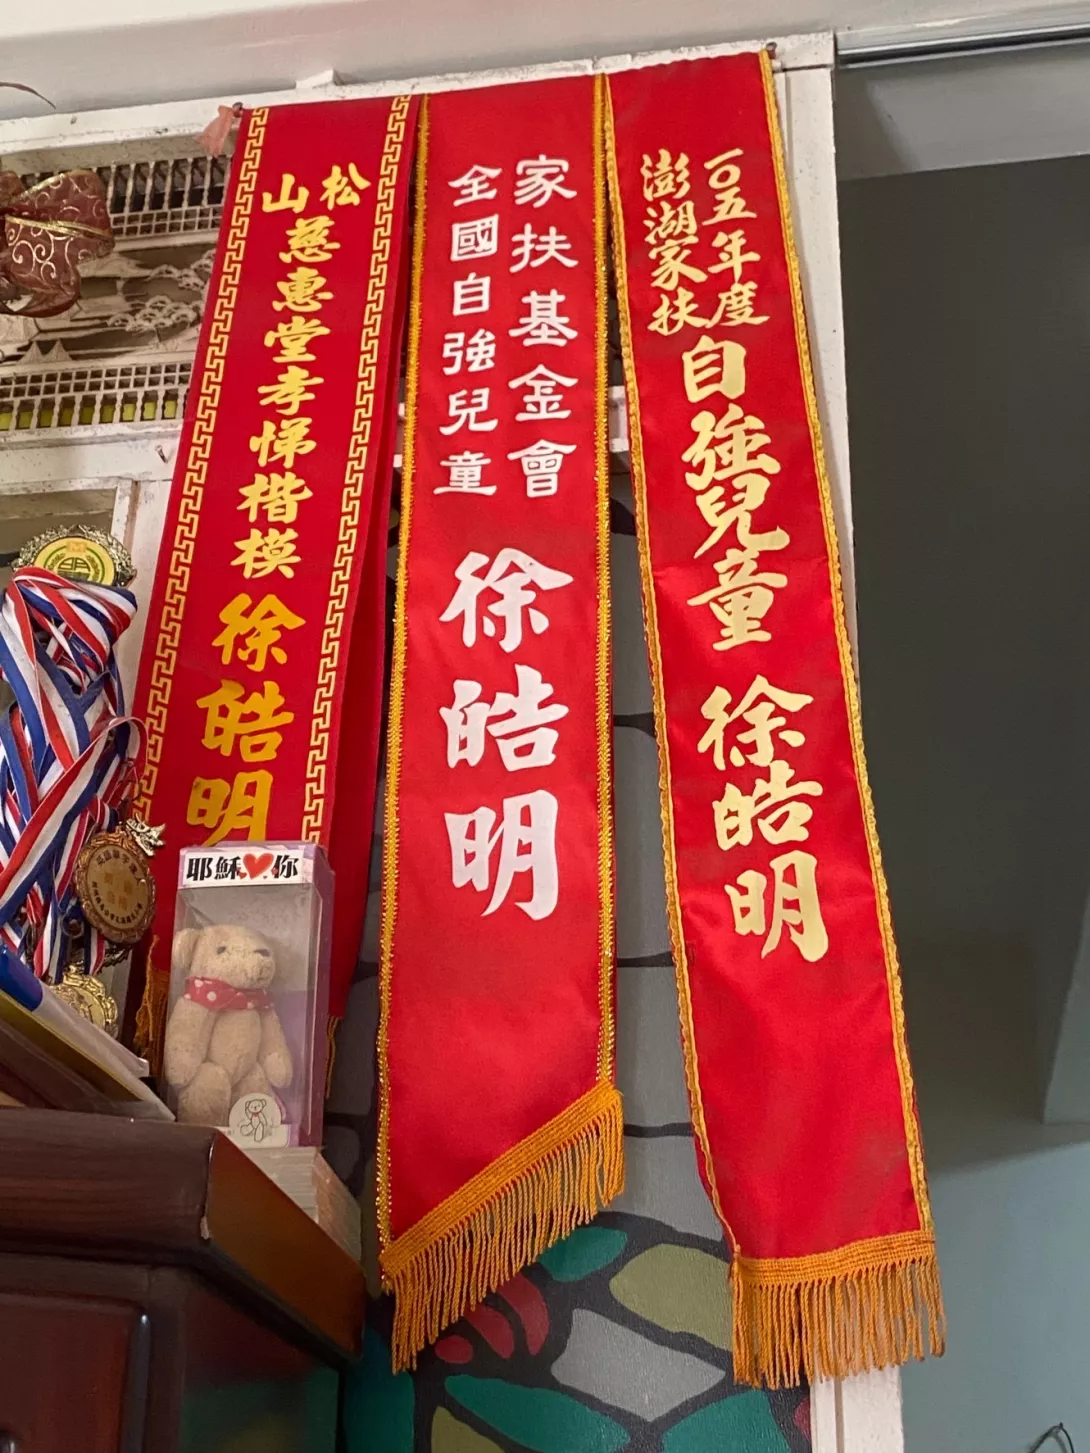 松山慈惠堂孝悌楷模
徐皓明
家扶基金會
全國自強兒童
徐皓明
一〇五年度
澎湖家扶
自強兒童
徐皓明
耶穌❤你